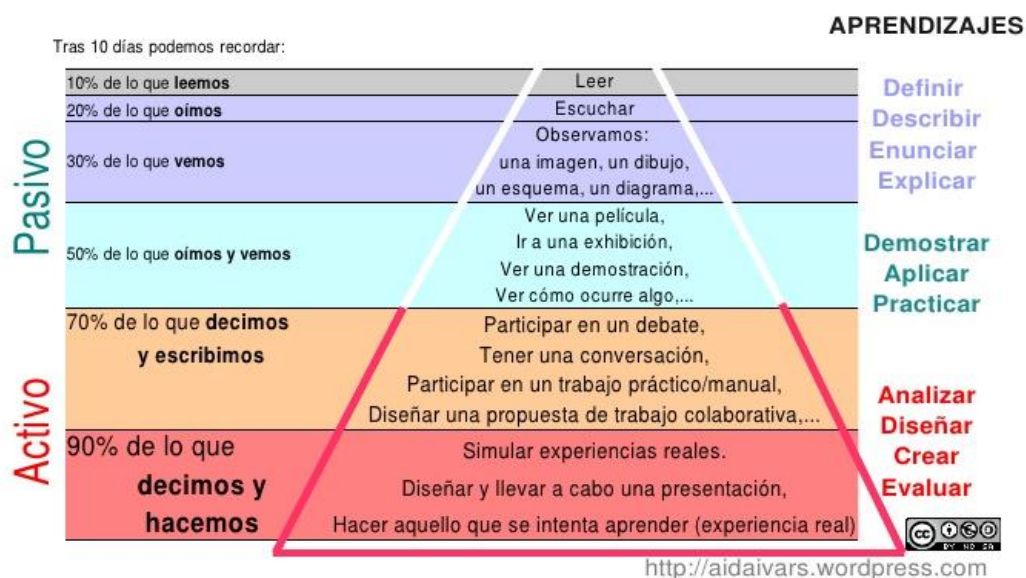 APRENDIZAJES
Tras 10 días podemos recordar:
Pasivo
10% de lo que leemos
Leer
20% de lo que oímos
Escuchar
30% de lo que vemos
Observamos:
una imagen, un dibujo,
un esquema, un diagrama,...
Definir
Describir
Enunciar
Explicar
50% de lo que oímos y vemos
Ver una película,
Ir a una exhibición,
Ver una demostración,
Ver cómo ocurre algo,...
Demostrar
Aplicar
Practicar
Activo
70% de lo que decimos
y escribimos
Participar en un debate,
Tener una conversación,
Participar en un trabajo práctico/manual,
Diseñar una propuesta de trabajo colaborativa,...
90% de lo que
decimos y
hacemos
Simular experiencias reales.
Diseñar y llevar a cabo una presentación,
Hacer aquello que se intenta aprender (experiencia real)
Analizar
Diseñar
Crear
Evaluar
cc
BY NC SA
http://aidaivars.wordpress.com